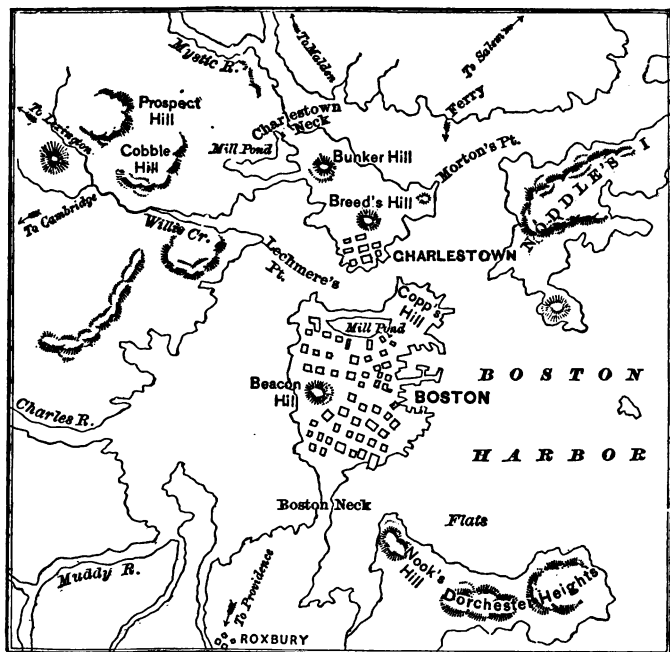 To Malden
To Salem
Mystic R.
Ferry
Prospect
Hill
Charlestown
Neck
To Lexington
Cobble
Hill
Mill Pond
Bunker Hill
Morton's Pt.
NODDLE'S I
Breed's Hill
To Cambridge
Willis Cr.
Lechmere's
Pt.
CHARLESTOWN
Copp's
Hill
Mill Pond
BOSTON
Beacon
Hill
BOSTON
Charles R.
HARBOR
Boston Neck
Flats
Nook's
Hill
Muddy R.
Dorchester Heights
To Providence
ROXBURY